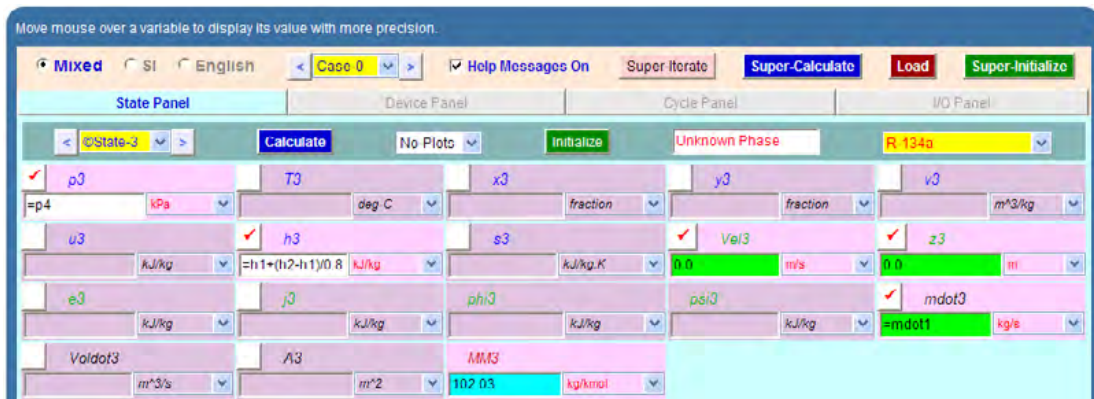 Move mouse over a variable to display its value with more precision.
Mixed SI English < Case-0 > Help Messages On Super-Iterate Super-Calculate Load Super-Initialize
State Panel Device Panel Cycle Panel I/O Panel
< ©State-3 > Calculate No Plots Initialize Unknown Phase R-134a
p3 T3 x3 y3 v3
=p4 kPa deg-C fraction fraction m^3/kg
u3 h3 s3 Vel3 z3
kJ/kg =h1+(h2-h1)/0.8 kJ/kg kJ/kg.K 0.0 m/s 0.0 m
e3 j3 phi3 psi3 mdot3
kJ/kg kJ/kg kJ/kg kJ/kg =mdot1 kg/s
Voldot3 A3 MM3
m^3/s m^2 102.03 kg/kmol